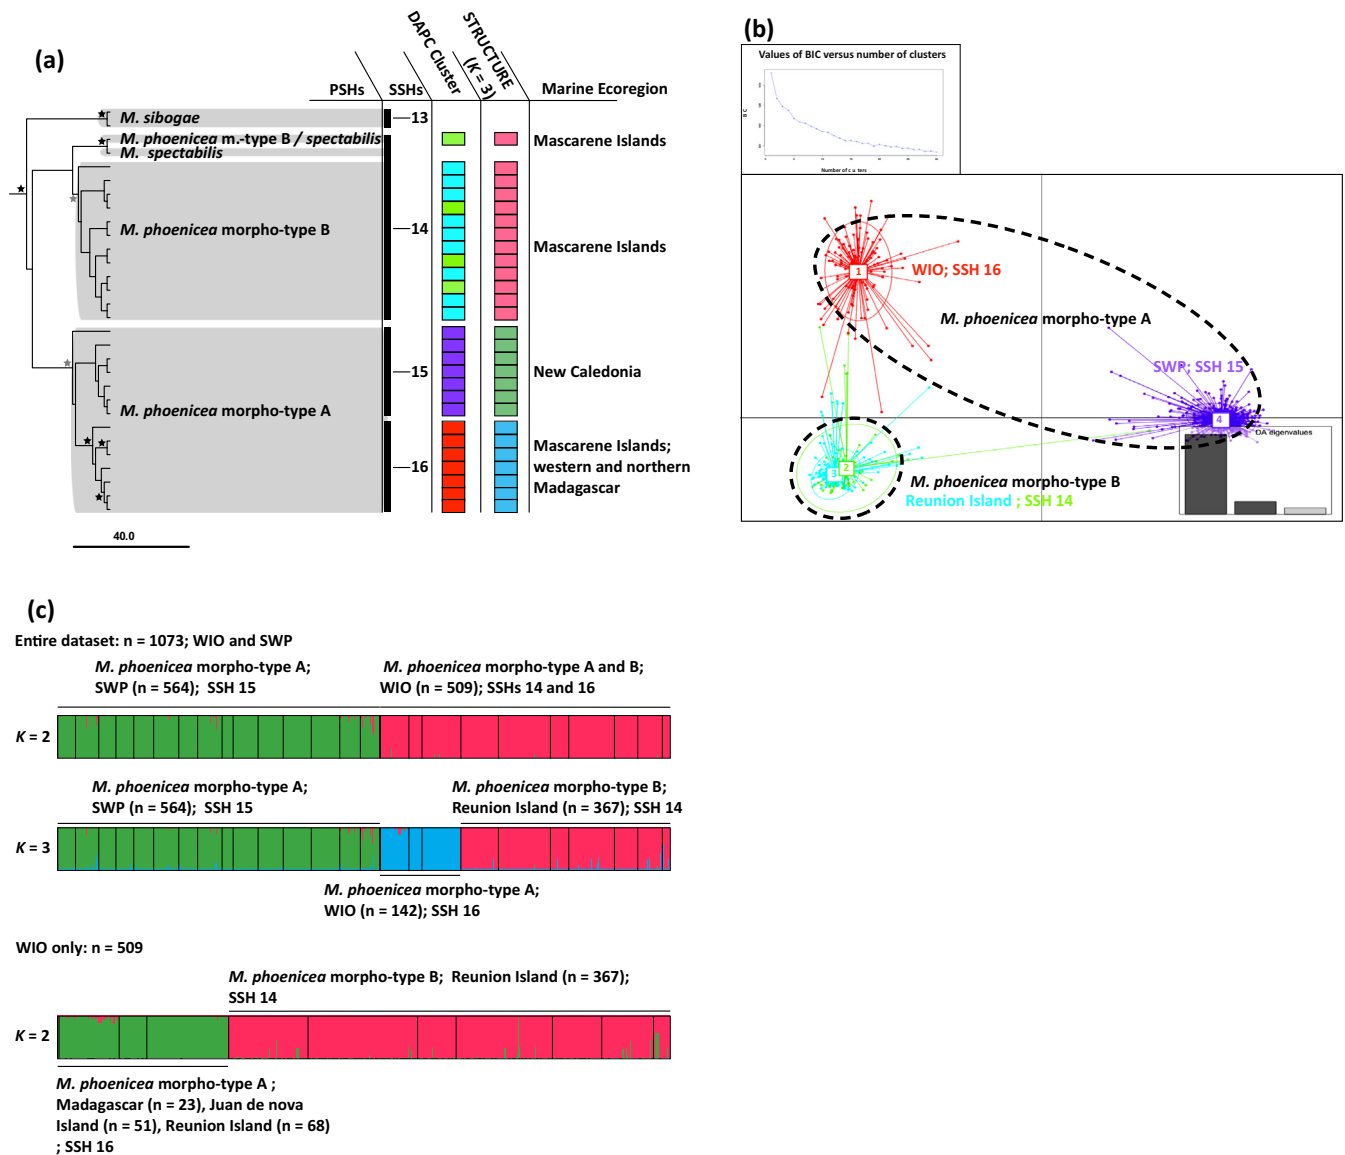 (a)
DAPC Cluster
STRUCTURE
(K = 3)
PSHs
SSHs
Marine Ecoregion
M. sibogae
13
M. phoenicea m.-type B / spectabilis
Mascarene Islands
M. spectabilis
M. phoenicea morpho-type B
14
Mascarene Islands
15
New Caledonia
M. phoenicea morpho-type A
16
Mascarene Islands;
western and northern
Madagascar
40.0
(b)
Values of BIC versus number of clusters
1
WIO; SSH 16
M. phoenicea morpho-type A
SWP; SSH 15
4
2
3
DA eigenvalues
M. phoenicea morpho-type B
Reunion Island ; SSH 14
(c)
Entire dataset: n = 1073; WIO and SWP
M. phoenicea morpho-type A;
SWP (n = 564); SSH 15
M. phoenicea morpho-type A and B;
WIO (n = 509); SSHs 14 and 16
K = 2
M. phoenicea morpho-type A;
SWP (n = 564); SSH 15
M. phoenicea morpho-type B;
Reunion Island (n = 367); SSH 14
K = 3
M. phoenicea morpho-type A;
WIO (n = 142); SSH 16
WIO only: n = 509
M. phoenicea morpho-type B; Reunion Island (n = 367);
SSH 14
K = 2
M. phoenicea morpho-type A ;
Madagascar (n = 23), Juan de nova
Island (n = 51), Reunion Island (n = 68)
; SSH 16